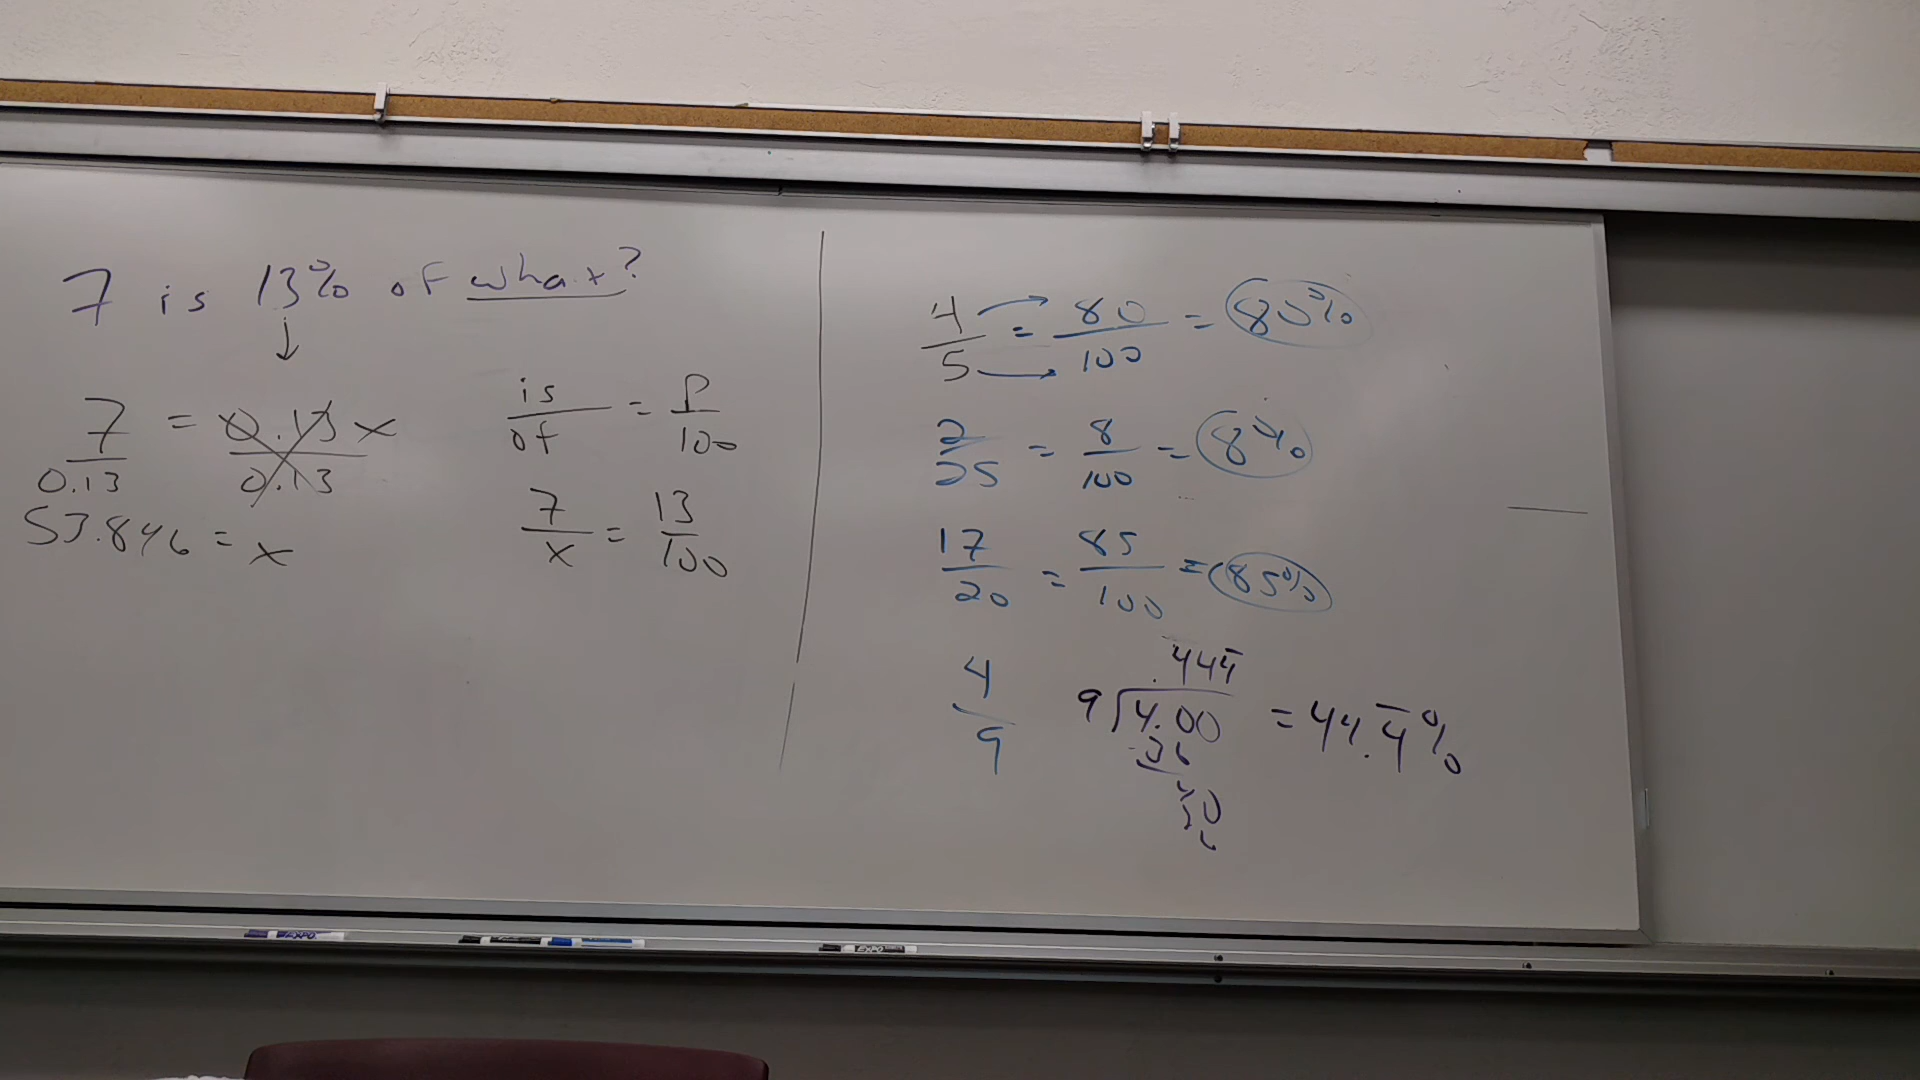 7 is 13% of what?
↓
7 = 0.13 x
0.13 0.13
53.846 = x
is = P
of 100
7 = 13
x 100
4 = 80 = 80%
5 100
2 = 8 = 8%
25 100
17 = 85 = 85%
20 100
4
9
.444̅
9 4.00 = 44.4̅%
-36
40
36
EXPO
EXPO